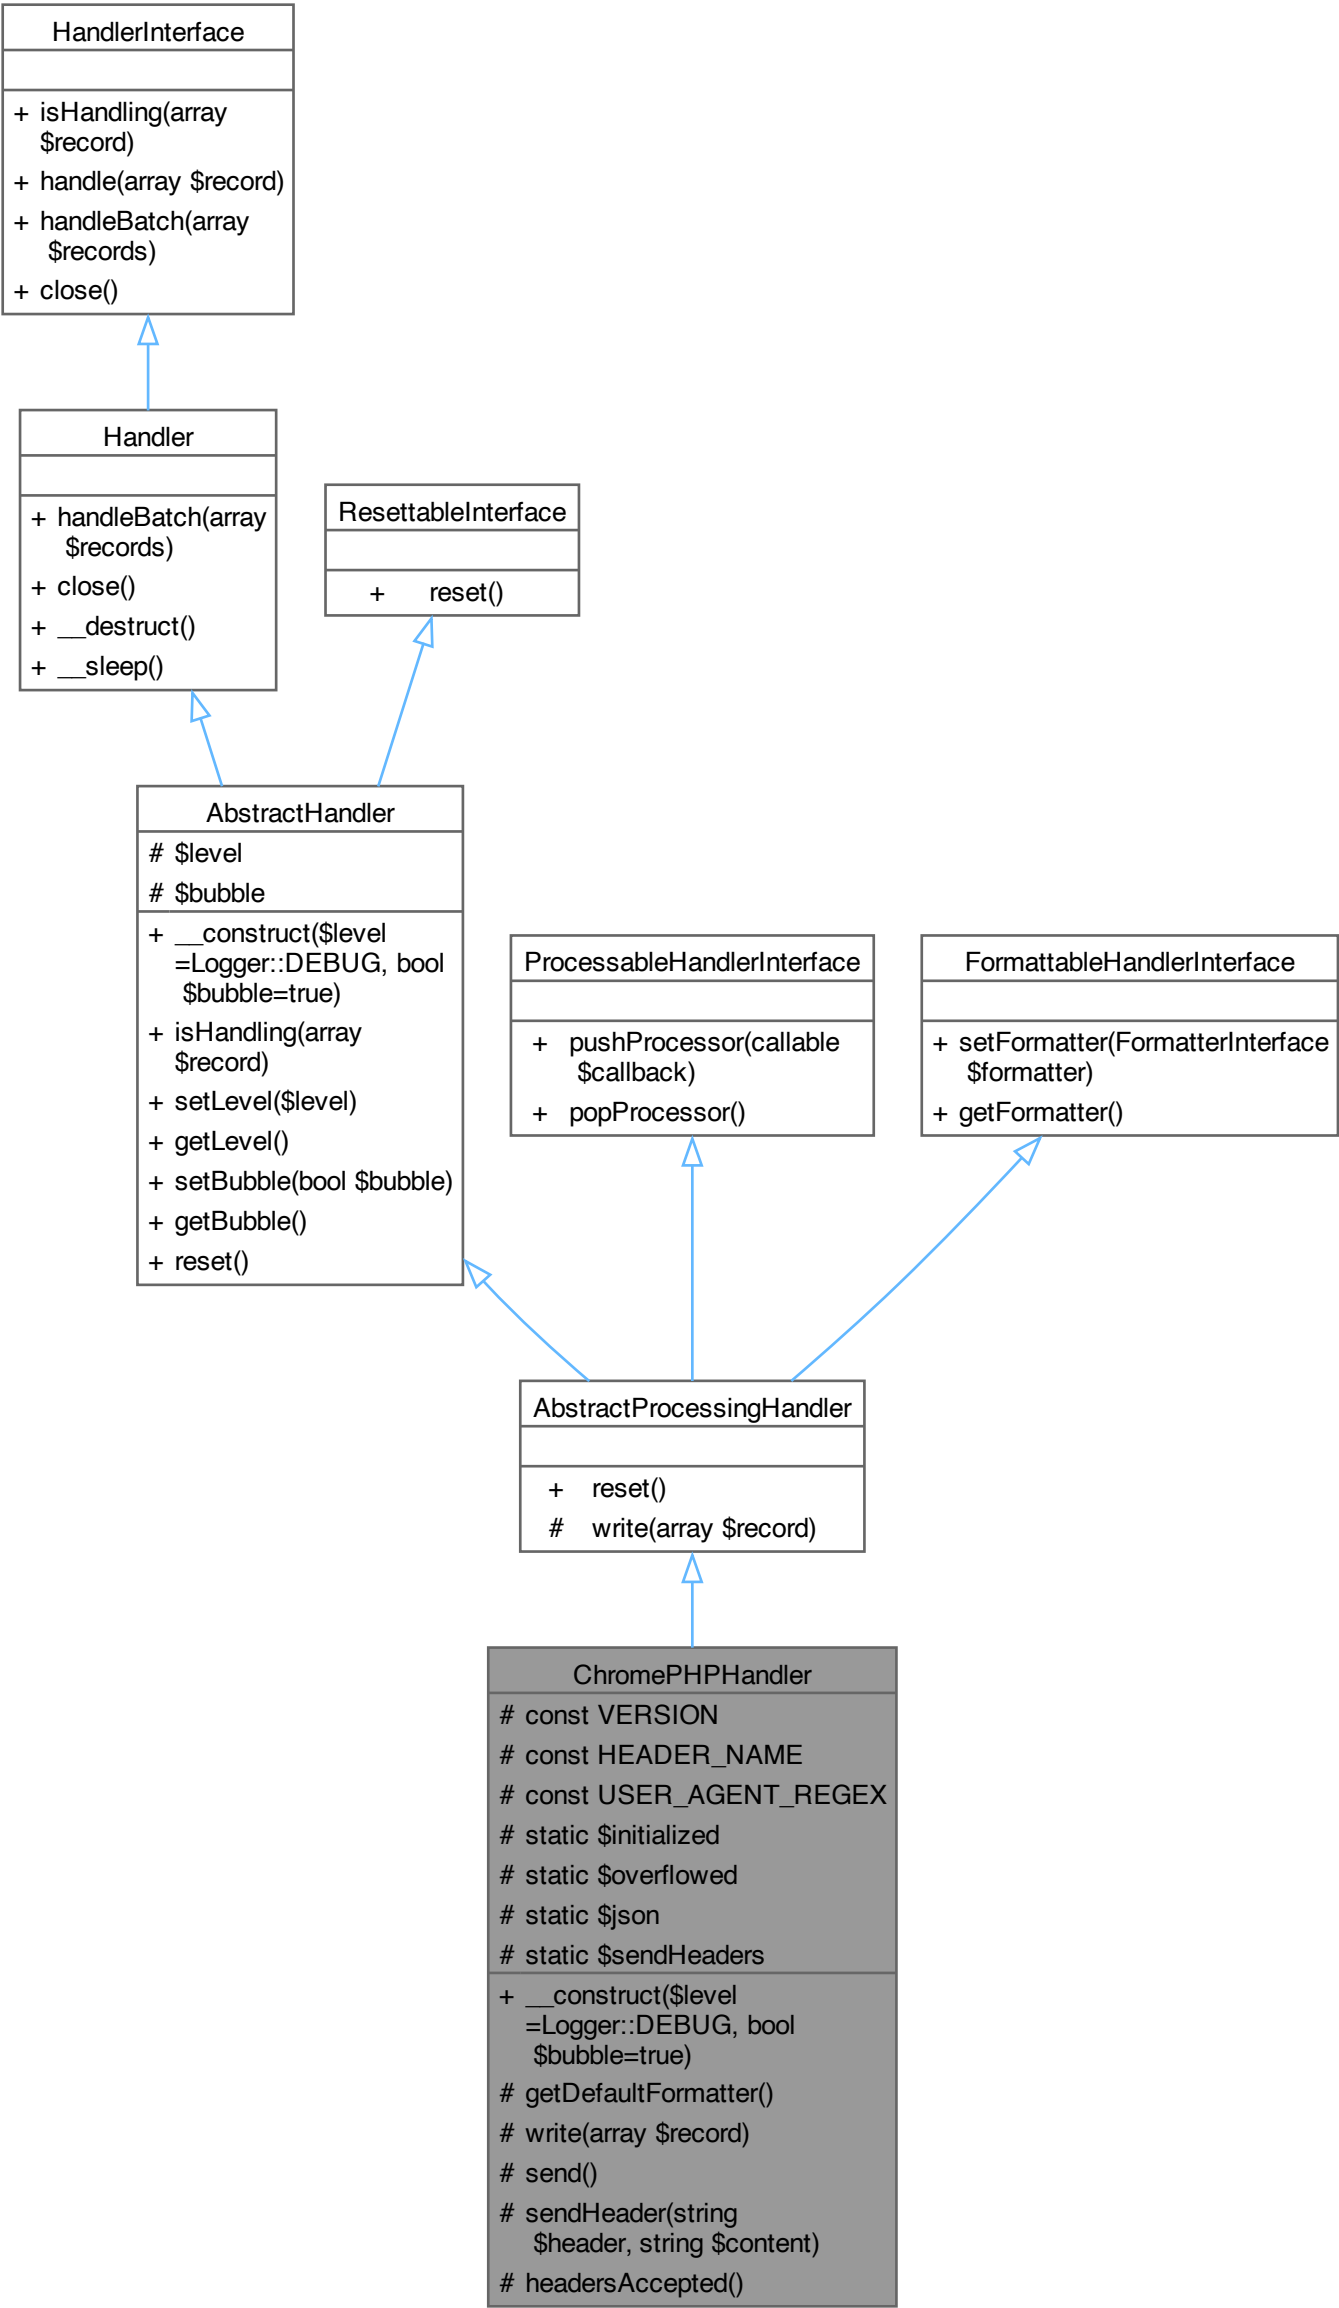 HandlerInterface
+ isHandling(array
$record)
+ handle(array $record)
+ handleBatch(array
$records)
+ close()
Handler
+ handleBatch(array
$records)
+ close()
+ __destruct()
+ __sleep()
ResettableInterface
+ reset()
AbstractHandler
# $level
# $bubble
+ __construct($level
=Logger::DEBUG, bool
$bubble=true)
+ isHandling(array
$record)
+ setLevel($level)
+ getLevel()
+ setBubble(bool $bubble)
+ getBubble()
+ reset()
ProcessableHandlerInterface
+ pushProcessor(callable
$callback)
+ popProcessor()
FormattableHandlerInterface
+ setFormatter(FormatterInterface
$formatter)
+ getFormatter()
AbstractProcessingHandler
+ reset()
# write(array $record)
ChromePHPHandler
# const VERSION
# const HEADER_NAME
# const USER_AGENT_REGEX
# static $initialized
# static $overflowed
# static $json
# static $sendHeaders
+ __construct($level
=Logger::DEBUG, bool
$bubble=true)
# getDefaultFormatter()
# write(array $record)
# send()
# sendHeader(string
$header, string $content)
# headersAccepted()